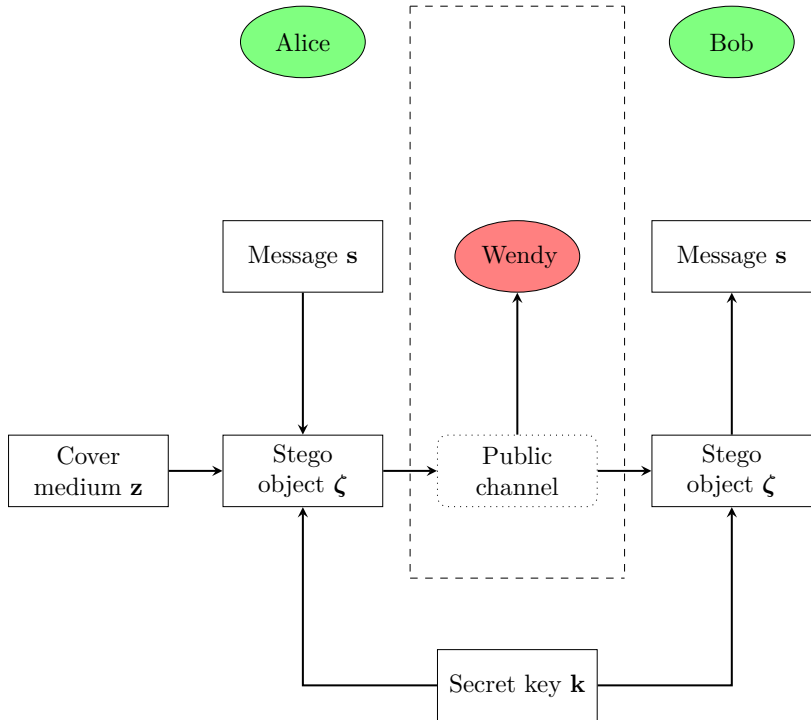 Alice
Bob
Message s
Wendy
Message s
Cover
medium z
Stego
object ζ
Public
channel
Stego
object ζ
Secret key k